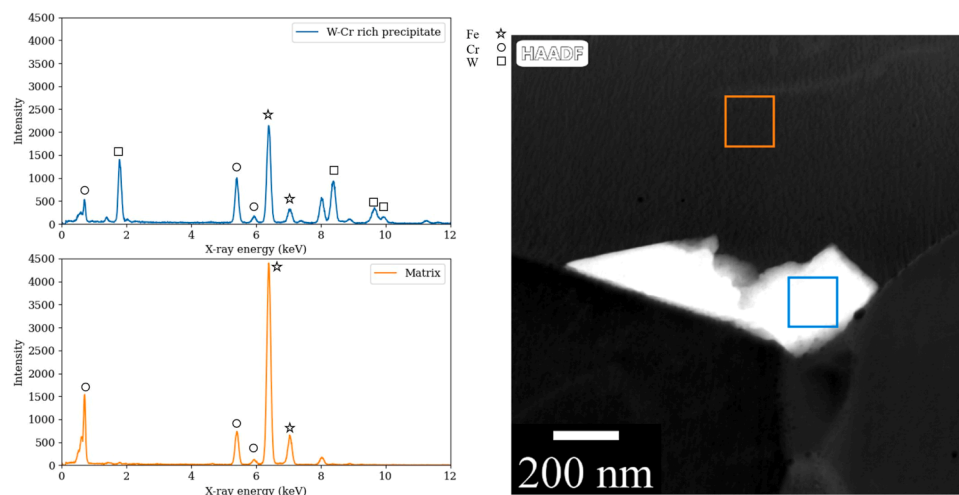 4500
4000
3500
3000
2500
2000
1500
1000
500
0
Intensity
W-Cr rich precipitate
0 2 4 6 8 10 12
X-ray energy (keV)
4500
4000
3500
3000
2500
2000
1500
1000
500
0
Intensity
Matrix
0 2 4 6 8 10 12
X-ray energy (keV)
Fe
Cr
W
HAADF
200 nm